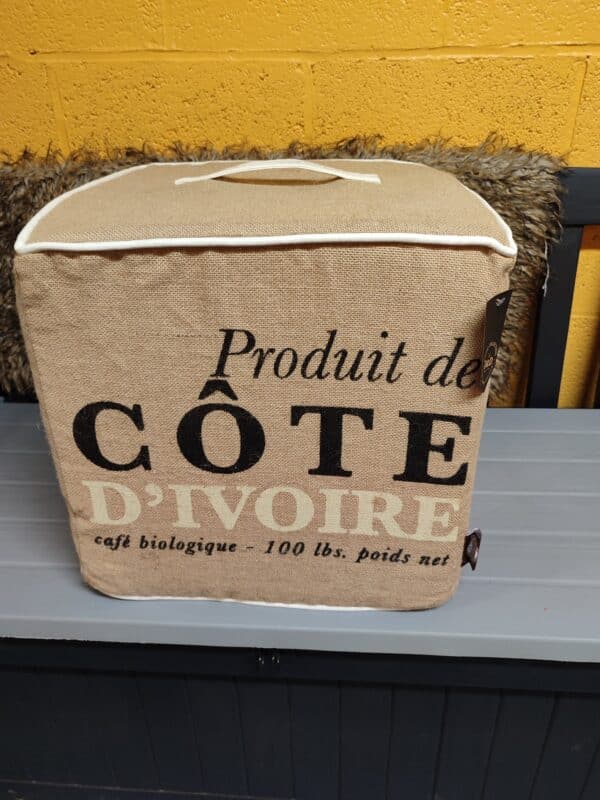 Produit de
CÔTE
D'IVOIRE
café biologique - 100 lbs. poids net